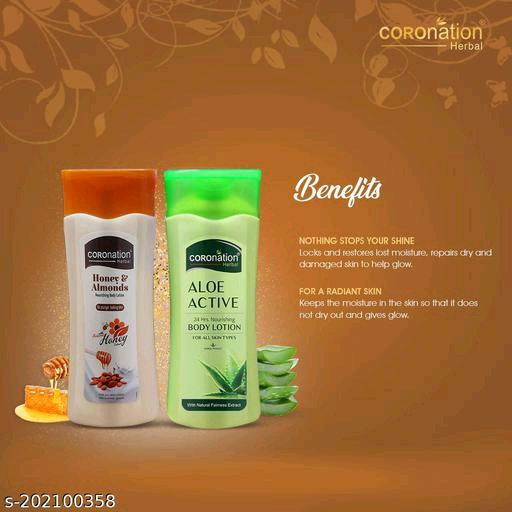 CORONATION®
Herbal
Benefits
NOTHING STOPS YOUR SHINE
Locks and restores lost moisture, repairs dry and
damaged skin to help glow.
FOR A RADIANT SKIN
Keeps the moisture in the skin so that it does
not dry out and gives glow.
CORONATION
Herbal
Honey &
Almonds
Nourishing Body Lotion
Honey
CORONATION
Herbal
ALOE
ACTIVE
24 Hrs. Nourishing
BODY LOTION
FOR ALL SKIN TYPES
With Natural Fairness Extract
s-202100358